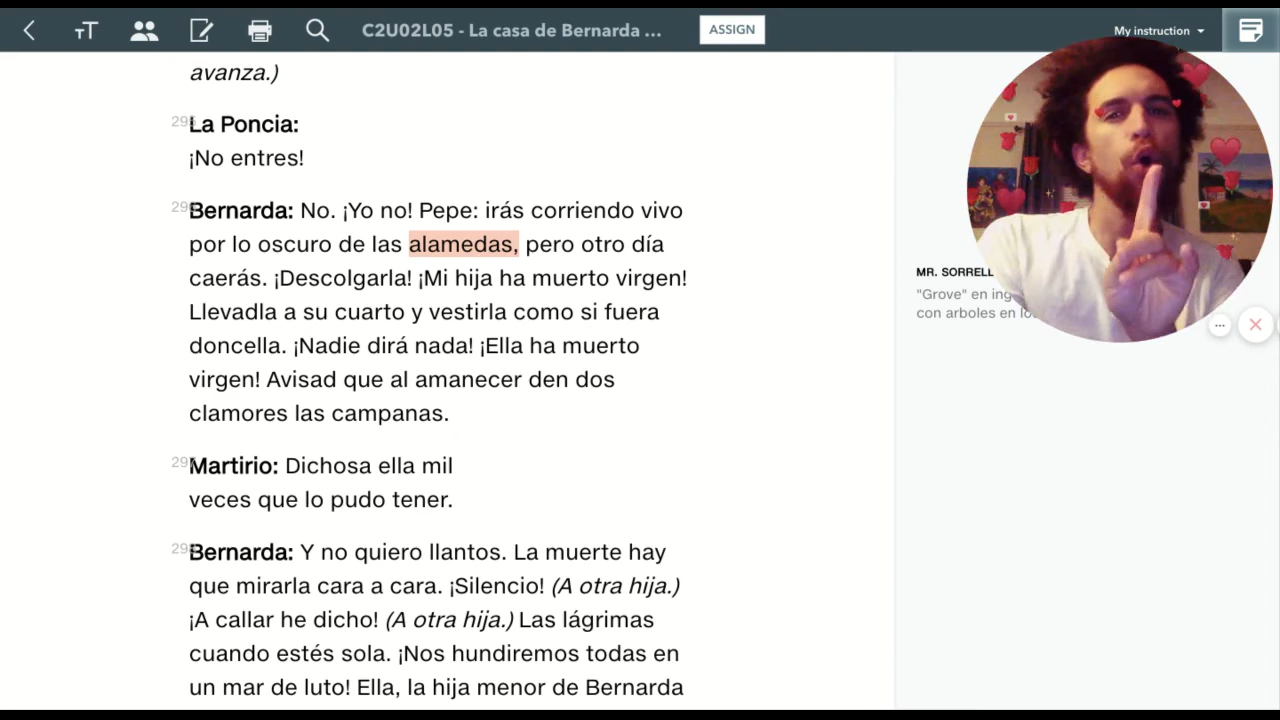 C2U02L05 - La casa de Bernarda ...
ASSIGN
My instruction
avanza.)
La Poncia:
¡No entres!
Bernarda: No. ¡Yo no! Pepe: irás corriendo vivo
por lo oscuro de las alamedas, pero otro día
caerás. ¡Descolgarla! ¡Mi hija ha muerto virgen!
Llevadla a su cuarto y vestirla como si fuera
doncella. ¡Nadie dirá nada! ¡Ella ha muerto
virgen! Avisad que al amanecer den dos
clamores las campanas.
Martirio: Dichosa ella mil
veces que lo pudo tener.
Bernarda: Y no quiero llantos. La muerte hay
que mirarla cara a cara. ¡Silencio! (A otra hija.)
¡A callar he dicho! (A otra hija.) Las lágrimas
cuando estés sola. ¡Nos hundiremos todas en
un mar de luto! Ella, la hija menor de Bernarda
MR. SORRELL
"Grove" en
con arboles en